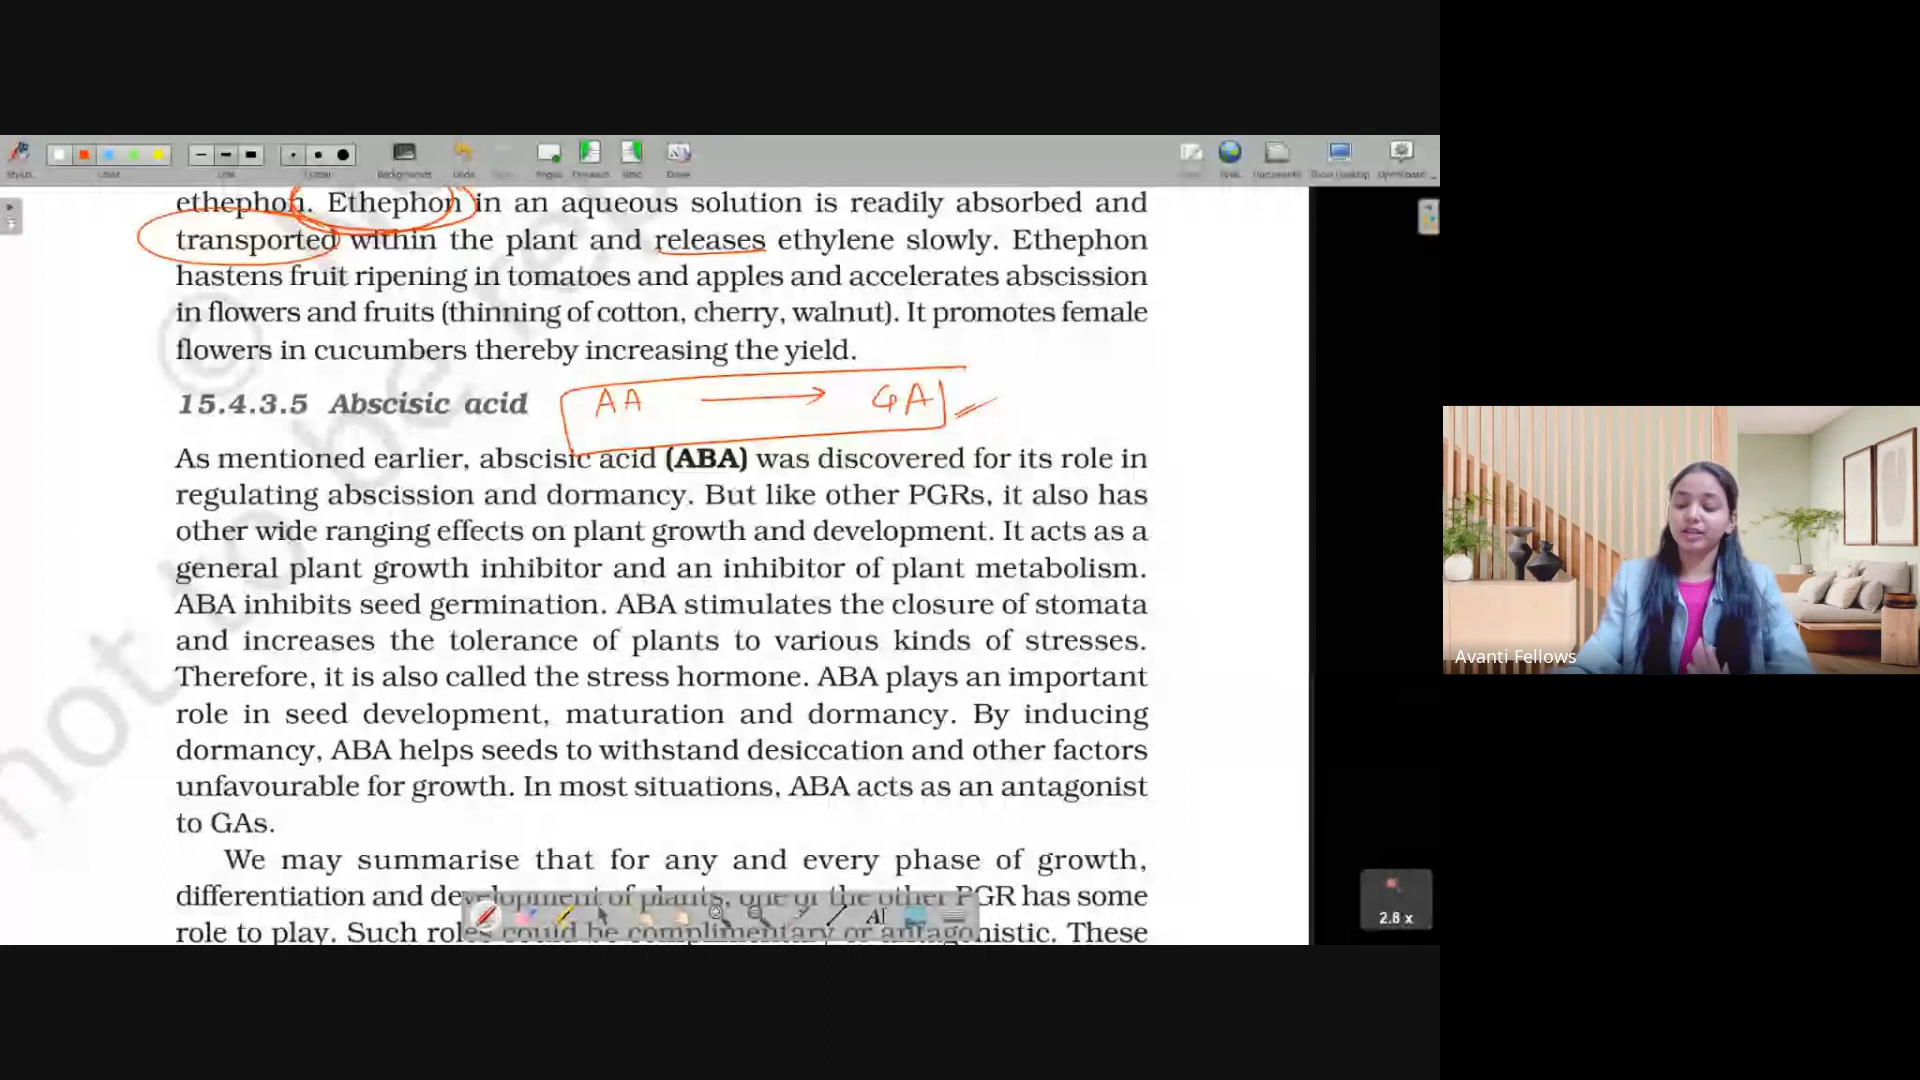 ethephon. Ethephon in an aqueous solution is readily absorbed and
transported within the plant and releases ethylene slowly. Ethephon
hastens fruit ripening in tomatoes and apples and accelerates abscission
in flowers and fruits (thinning of cotton, cherry, walnut). It promotes female
flowers in cucumbers thereby increasing the yield.
15.4.3.5 Abscisic acid
AA → GA
As mentioned earlier, abscisic acid (ABA) was discovered for its role in
regulating abscission and dormancy. But like other PGRs, it also has
other wide ranging effects on plant growth and development. It acts as a
general plant growth inhibitor and an inhibitor of plant metabolism.
ABA inhibits seed germination. ABA stimulates the closure of stomata
and increases the tolerance of plants to various kinds of stresses.
Therefore, it is also called the stress hormone. ABA plays an important
role in seed development, maturation and dormancy. By inducing
dormancy, ABA helps seeds to withstand desiccation and other factors
unfavourable for growth. In most situations, ABA acts as an antagonist
to GAs.
We may summarise that for any and every phase of growth,
differentiation and development of plants, one or the other PGR has some
role to play. Such roles could be complimentary or antagonistic. These
© not to be
2.8 x
Avanti Fellows